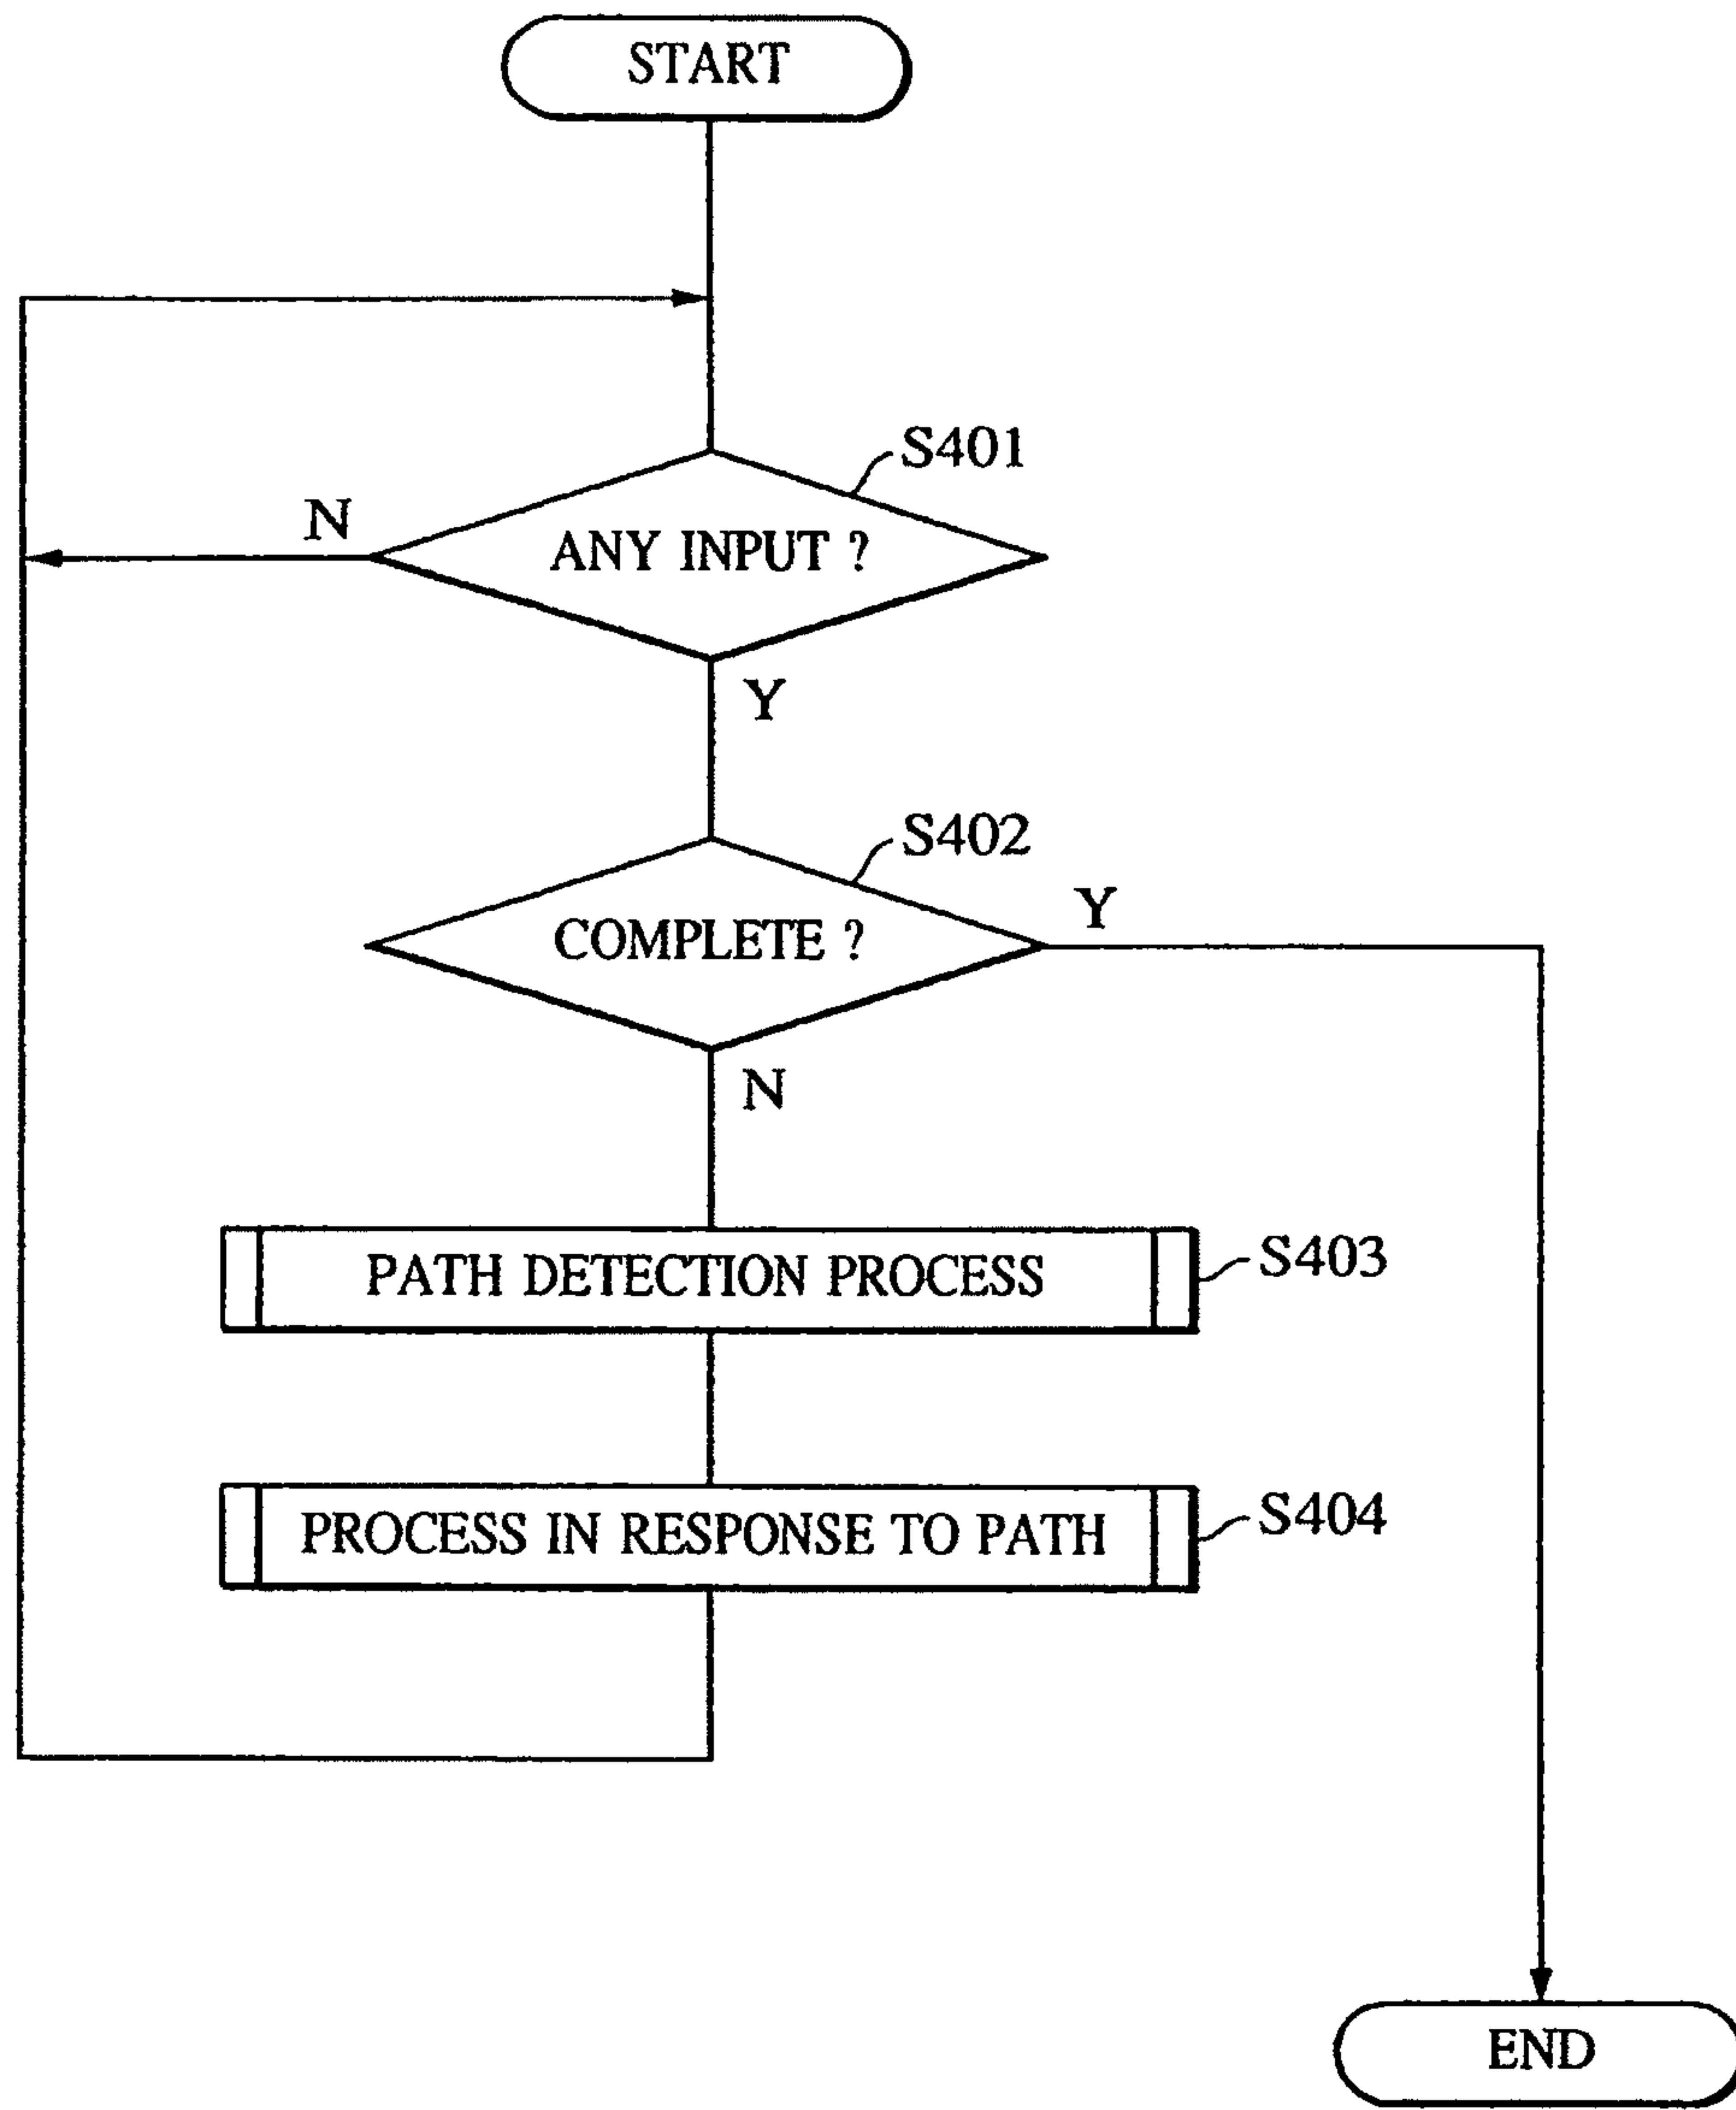 START
S401
N
ANY INPUT ?
Y
S402
Y
COMPLETE ?
N
PATH DETECTION PROCESS
S403
PROCESS IN RESPONSE TO PATH
S404
END